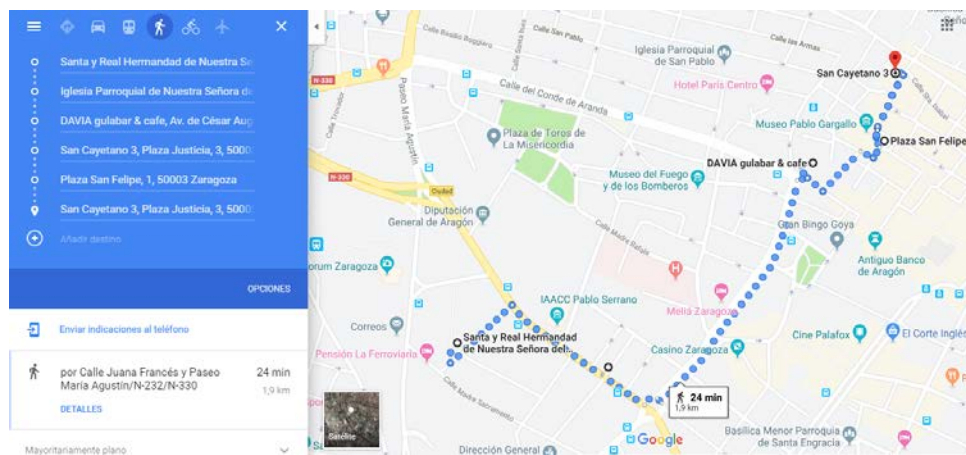 Santa y Real Hermandad de Nuestra Se
Iglesia Parroquial de Nuestra Señora de
DAVIA gulabar & cafe, Av. de César Aug
San Cayetano 3, Plaza Justicia, 3, 5000
Plaza San Felipe, 1, 50003 Zaragoza
San Cayetano 3, Plaza Justicia, 3, 5000
Añadir destino
OPCIONES
Enviar indicaciones al teléfono
por Calle Juana Francés y Paseo
María Agustín/N-232/N-330
24 min
1,9 km
DETALLES
Mayoritariamente plano
Calle San Pablo
Calle las Armas
Iglesia Parroquial
de San Pablo
San Cayetano 3
N-330
Hotel París Centro
Calle del Conde de Aranda
Paseo María Agustín
Museo Pablo Gargallo
Plaza de Toros de
La Misericordia
Plaza San Felipe
DAVIA gulabar & cafe
Museo del Fuego
y de los Bomberos
N-330
Ciudad
Diputación
General de Aragón
Gran Bingo Goya
Antiguo Banco
de Aragón
orum Zaragoza
IAACC Pablo Serrano
Meliá Zaragoza
Correos
Santa y Real Hermandad
de Nuestra Señora del..
Cine Palafox
El Corte Inglés
Casino Zaragoza
Pensión La Ferroviaria
Calle Madre Sacramento
24 min
1,9 km
Satélite
Google
Basílica Menor Parroquia
de Santa Engracia
Dirección General